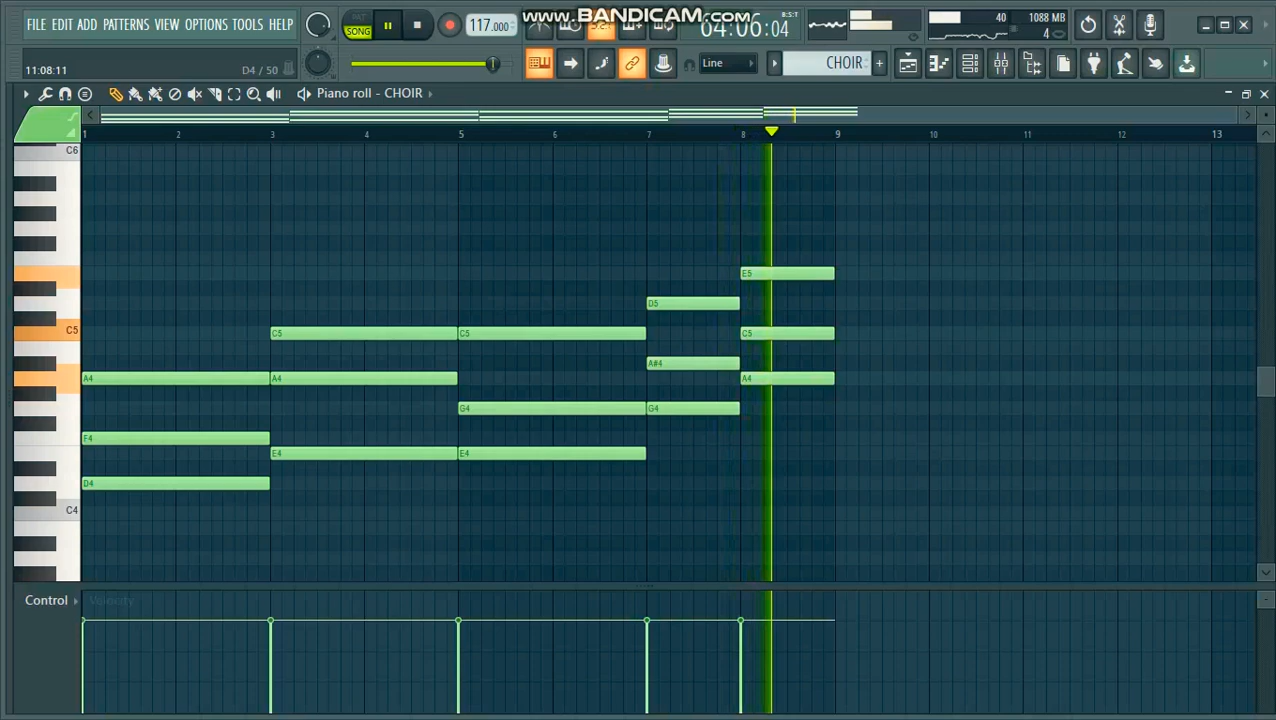 www.BANDICAM.com
FILE EDIT ADD PATTERNS VIEW OPTIONS TOOLS HELP
PAT
SONG
117.000
04:06:04
B:S:T
40
1088 MB
4
11:08:11
D4 / 50
Line
CHOIR
Piano roll - CHOIR
1 2 3 4 5 6 7 8 9 10 11 12 13
C6
E5
D5
C5
C5
C5
C5
A#4
A4
A4
A4
G4
G4
F4
E4
E4
D4
C4
Control
Velocity